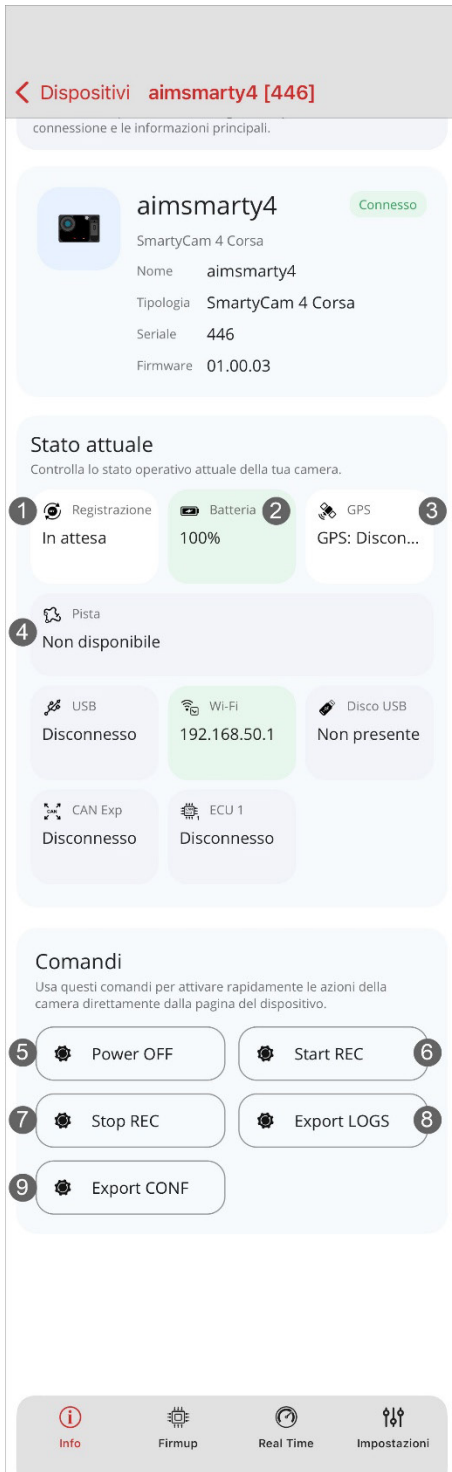 Dispositivi aimsmarty4 [446]
connessione e le informazioni principali.
aimsmarty4 Connesso
SmartyCam 4 Corsa
Nome aimsmarty4
Tipologia SmartyCam 4 Corsa
Seriale 446
Firmware 01.00.03
Stato attuale
Controlla lo stato operativo attuale della tua camera.
1 Registrazione Batteria 2 GPS 3
In attesa 100% GPS: Discon...
Pista
4
Non disponibile
USB Wi-Fi Disco USB
Disconnesso 192.168.50.1 Non presente
CAN Exp ECU 1
Disconnesso Disconnesso
Comandi
Usa questi comandi per attivare rapidamente le azioni della
camera direttamente dalla pagina del dispositivo.
5 Power OFF Start REC 6
7 Stop REC Export LOGS 8
9 Export CONF
Info Firmup Real Time Impostazioni